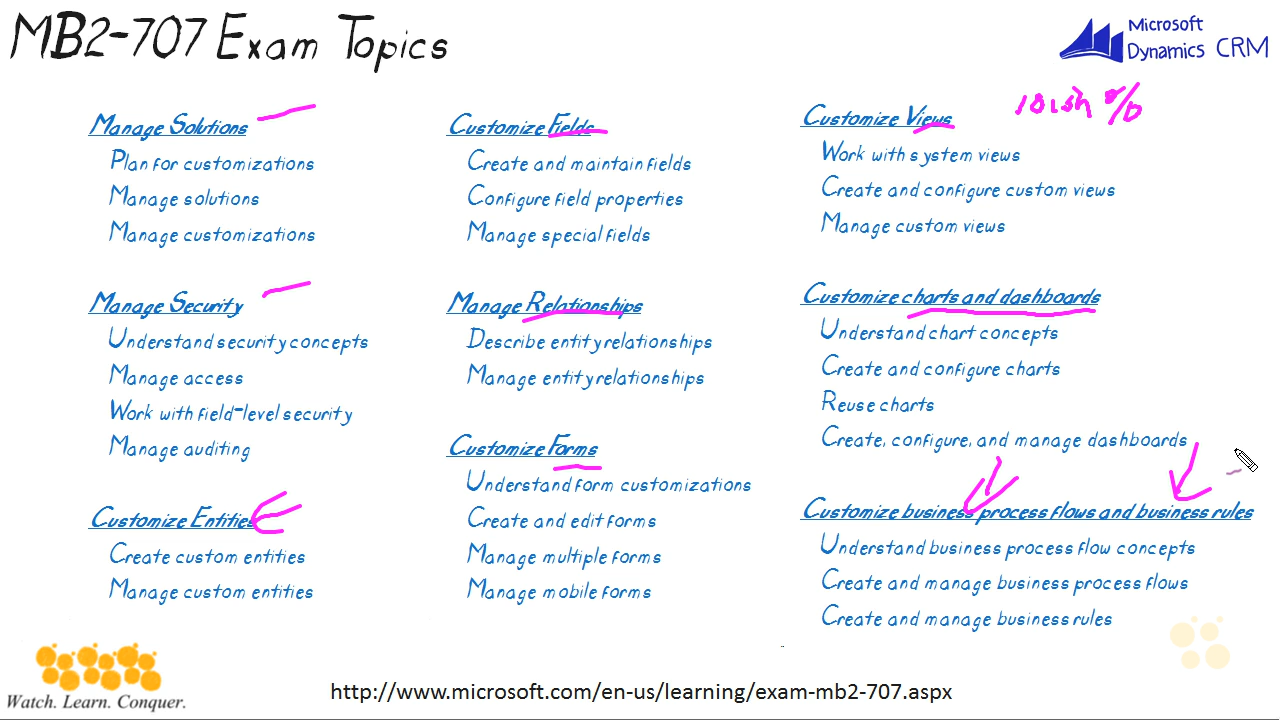 MB2-707 Exam Topics
Microsoft
Dynamics CRM
Manage Solutions
Plan for customizations
Manage solutions
Manage customizations
Manage Security
Understand security concepts
Manage access
Work with field-level security
Manage auditing
Customize Entities
Create custom entities
Manage custom entities
Customize Fields
Create and maintain fields
Configure field properties
Manage special fields
Manage Relationships
Describe entity relationships
Manage entity relationships
Customize Forms
Understand form customizations
Create and edit forms
Manage multiple forms
Manage mobile forms
Customize Views
Work with system views
Create and configure custom views
Manage custom views
Customize charts and dashboards
Understand chart concepts
Create and configure charts
Reuse charts
Create, configure, and manage dashboards
Customize business process flows and business rules
Understand business process flow concepts
Create and manage business process flows
Create and manage business rules
Watch. Learn. Conquer.
http://www.microsoft.com/en-us/learning/exam-mb2-707.aspx